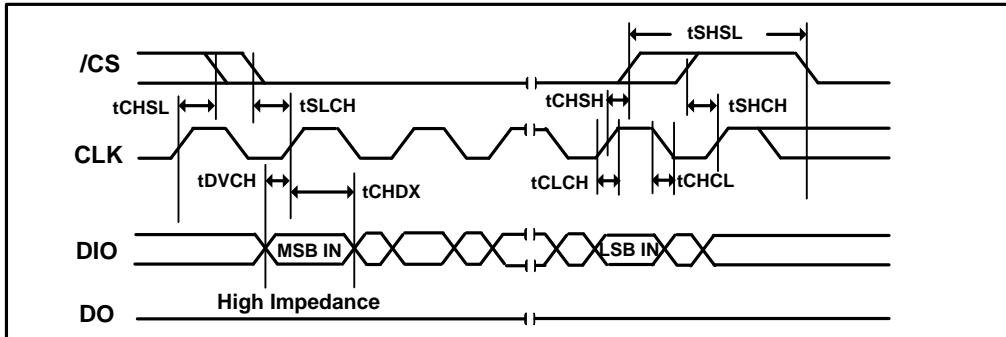 tSHSL
/CS
tCHSL
tSLCH
tCHSH
tSHCH
CLK
tDVCH
tCHDX
tCLCH
tCHCL
DIO
MSB IN
LSB IN
High Impedance
DO